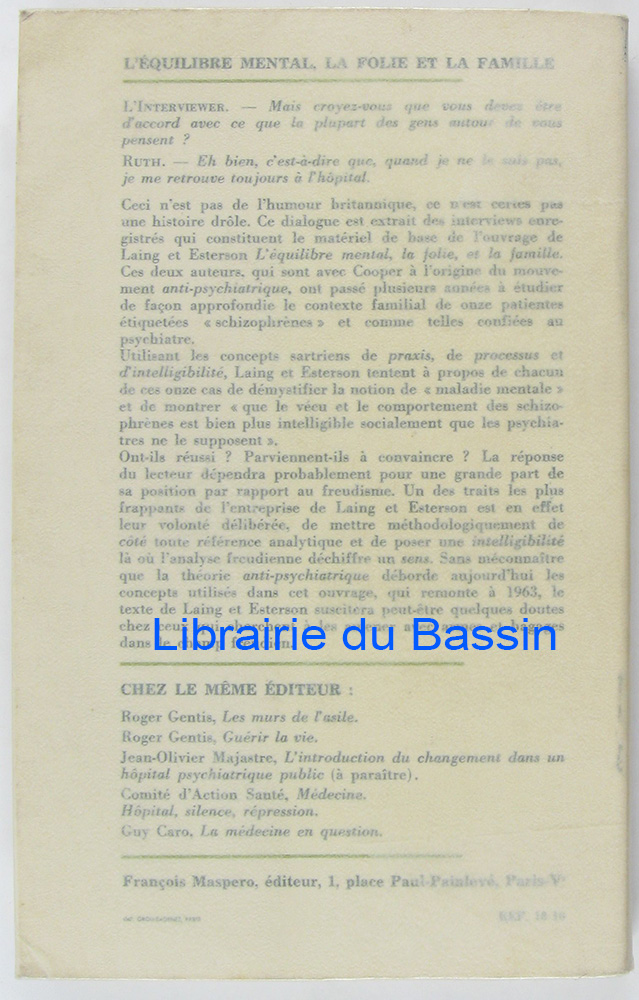 L'ÉQUILIBRE MENTAL, LA FOLIE ET LA FAMILLE
L'INTERVIEWER. — Mais croyez-vous que vous devez être
d'accord avec ce que la plupart des gens autour de vous
pensent ?
RUTH. — Eh bien, c'est-à-dire que, quand je ne le suis pas,
je me retrouve toujours à l'hôpital.
Ceci n'est pas de l'humour britannique, ce n'est certes pas
une histoire drôle. Ce dialogue est extrait des interviews enre-
gistrés qui constituent le matériel de base de l'ouvrage de
Laing et Esterson L'équilibre mental, la folie, et la famille.
Ces deux auteurs, qui sont avec Cooper à l'origine du mouve-
ment anti-psychiatrique, ont passé plusieurs années à étudier
de façon approfondie le contexte familial de onze patientes
étiquetées « schizophrènes » et comme telles confiées au
psychiatre.
Utilisant les concepts sartriens de praxis, de processus et
d'intelligibilité, Laing et Esterson tentent à propos de chacun
de ces onze cas de démystifier la notion de « maladie mentale »
et de montrer « que le vécu et le comportement des schizo-
phrènes est bien plus intelligible socialement que les psychia-
tres ne le supposent ».
Ont-ils réussi ? Parviennent-ils à convaincre ? La réponse
du lecteur dépendra probablement pour une grande part de
sa position par rapport au freudisme. Un des traits les plus
frappants de l'entreprise de Laing et Esterson est en effet
leur volonté délibérée, de mettre méthodologiquement de
côté toute référence analytique et de poser une intelligibilité
là où l'analyse freudienne déchiffre un sens. Sans méconnaître
que la théorie anti-psychiatrique déborde aujourd'hui les
concepts utilisés dans cet ouvrage, qui remonte à 1963, le
texte de Laing et Esterson suscitera peut-être quelques doutes
chez ceux qui cherchent à les amener avec armes et bagages
dans le champ freudien.
Librairie du Bassin
CHEZ LE MÊME ÉDITEUR :
Roger Gentis, Les murs de l'asile.
Roger Gentis, Guérir la vie.
Jean-Olivier Majastre, L'introduction du changement dans un
hôpital psychiatrique public (à paraître).
Comité d'Action Santé, Médecine.
Hôpital, silence, répression.
Guy Caro, La médecine en question.
François Maspero, éditeur, 1, place Paul-Painlevé, Paris-Vᵉ